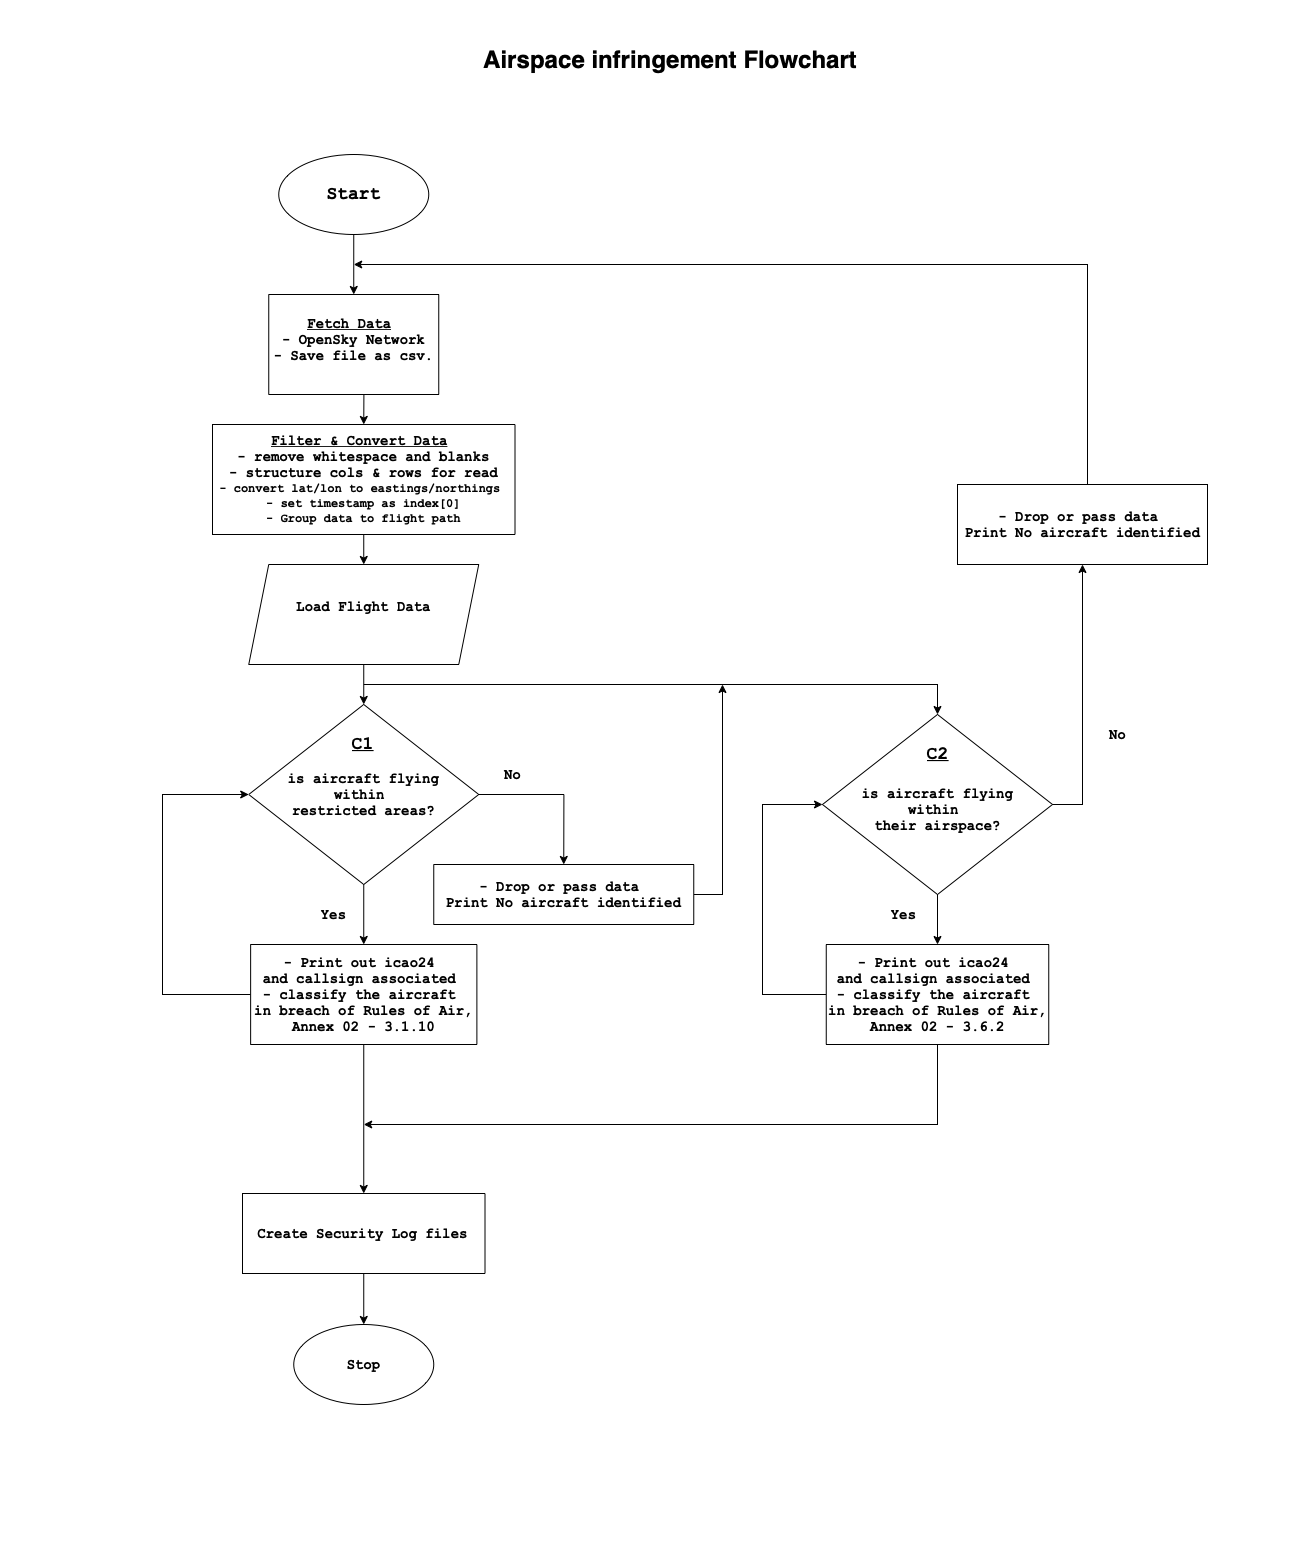 Airspace infringement Flowchart
Start
Fetch Data
- OpenSky Network
- Save file as csv.
Filter & Convert Data
- remove whitespace and blanks
- structure cols & rows for read
- convert lat/lon to eastings/northings
- set timestamp as index[0]
- Group data to flight path
- Drop or pass data
Print No aircraft identified
Load Flight Data
C1
is aircraft flying
within
restricted areas?
No
C2
is aircraft flying
within
their airspace?
No
- Drop or pass data
Print No aircraft identified
Yes
Yes
- Print out icao24
and callsign associated
- classify the aircraft
in breach of Rules of Air,
Annex 02 - 3.1.10
- Print out icao24
and callsign associated
- classify the aircraft
in breach of Rules of Air,
Annex 02 - 3.6.2
Create Security Log files
Stop